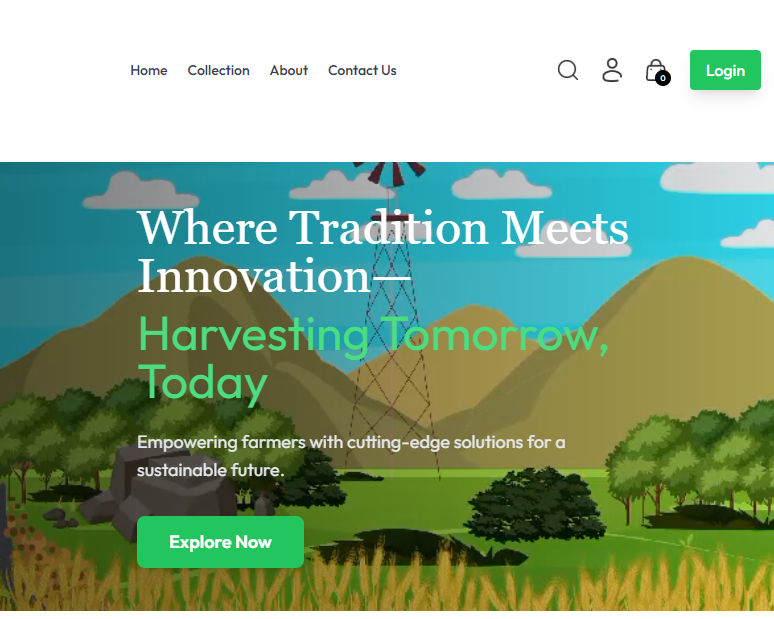 Home Collection About Contact Us 0 Login
Where Tradition Meets
Innovation—
Harvesting Tomorrow,
Today
Empowering farmers with cutting-edge solutions for a
sustainable future.
Explore Now